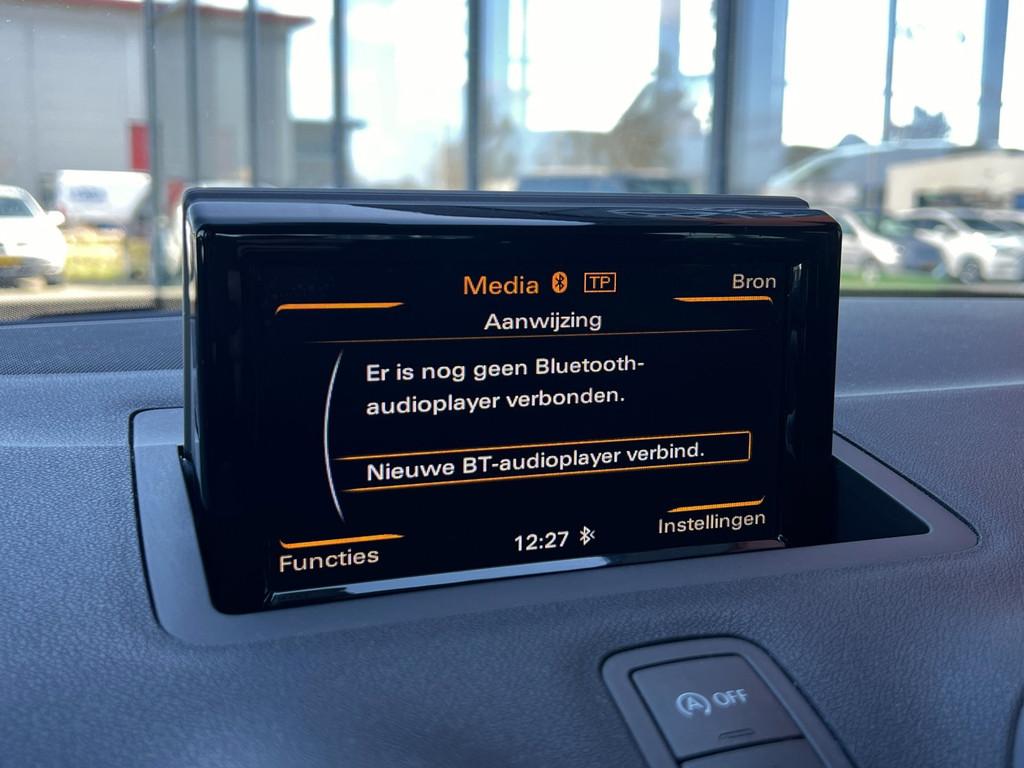 Media TP Bron
Aanwijzing
Er is nog geen Bluetooth-
audioplayer verbonden.
Nieuwe BT-audioplayer verbind.
Functies 12:27 Instellingen
A OFF